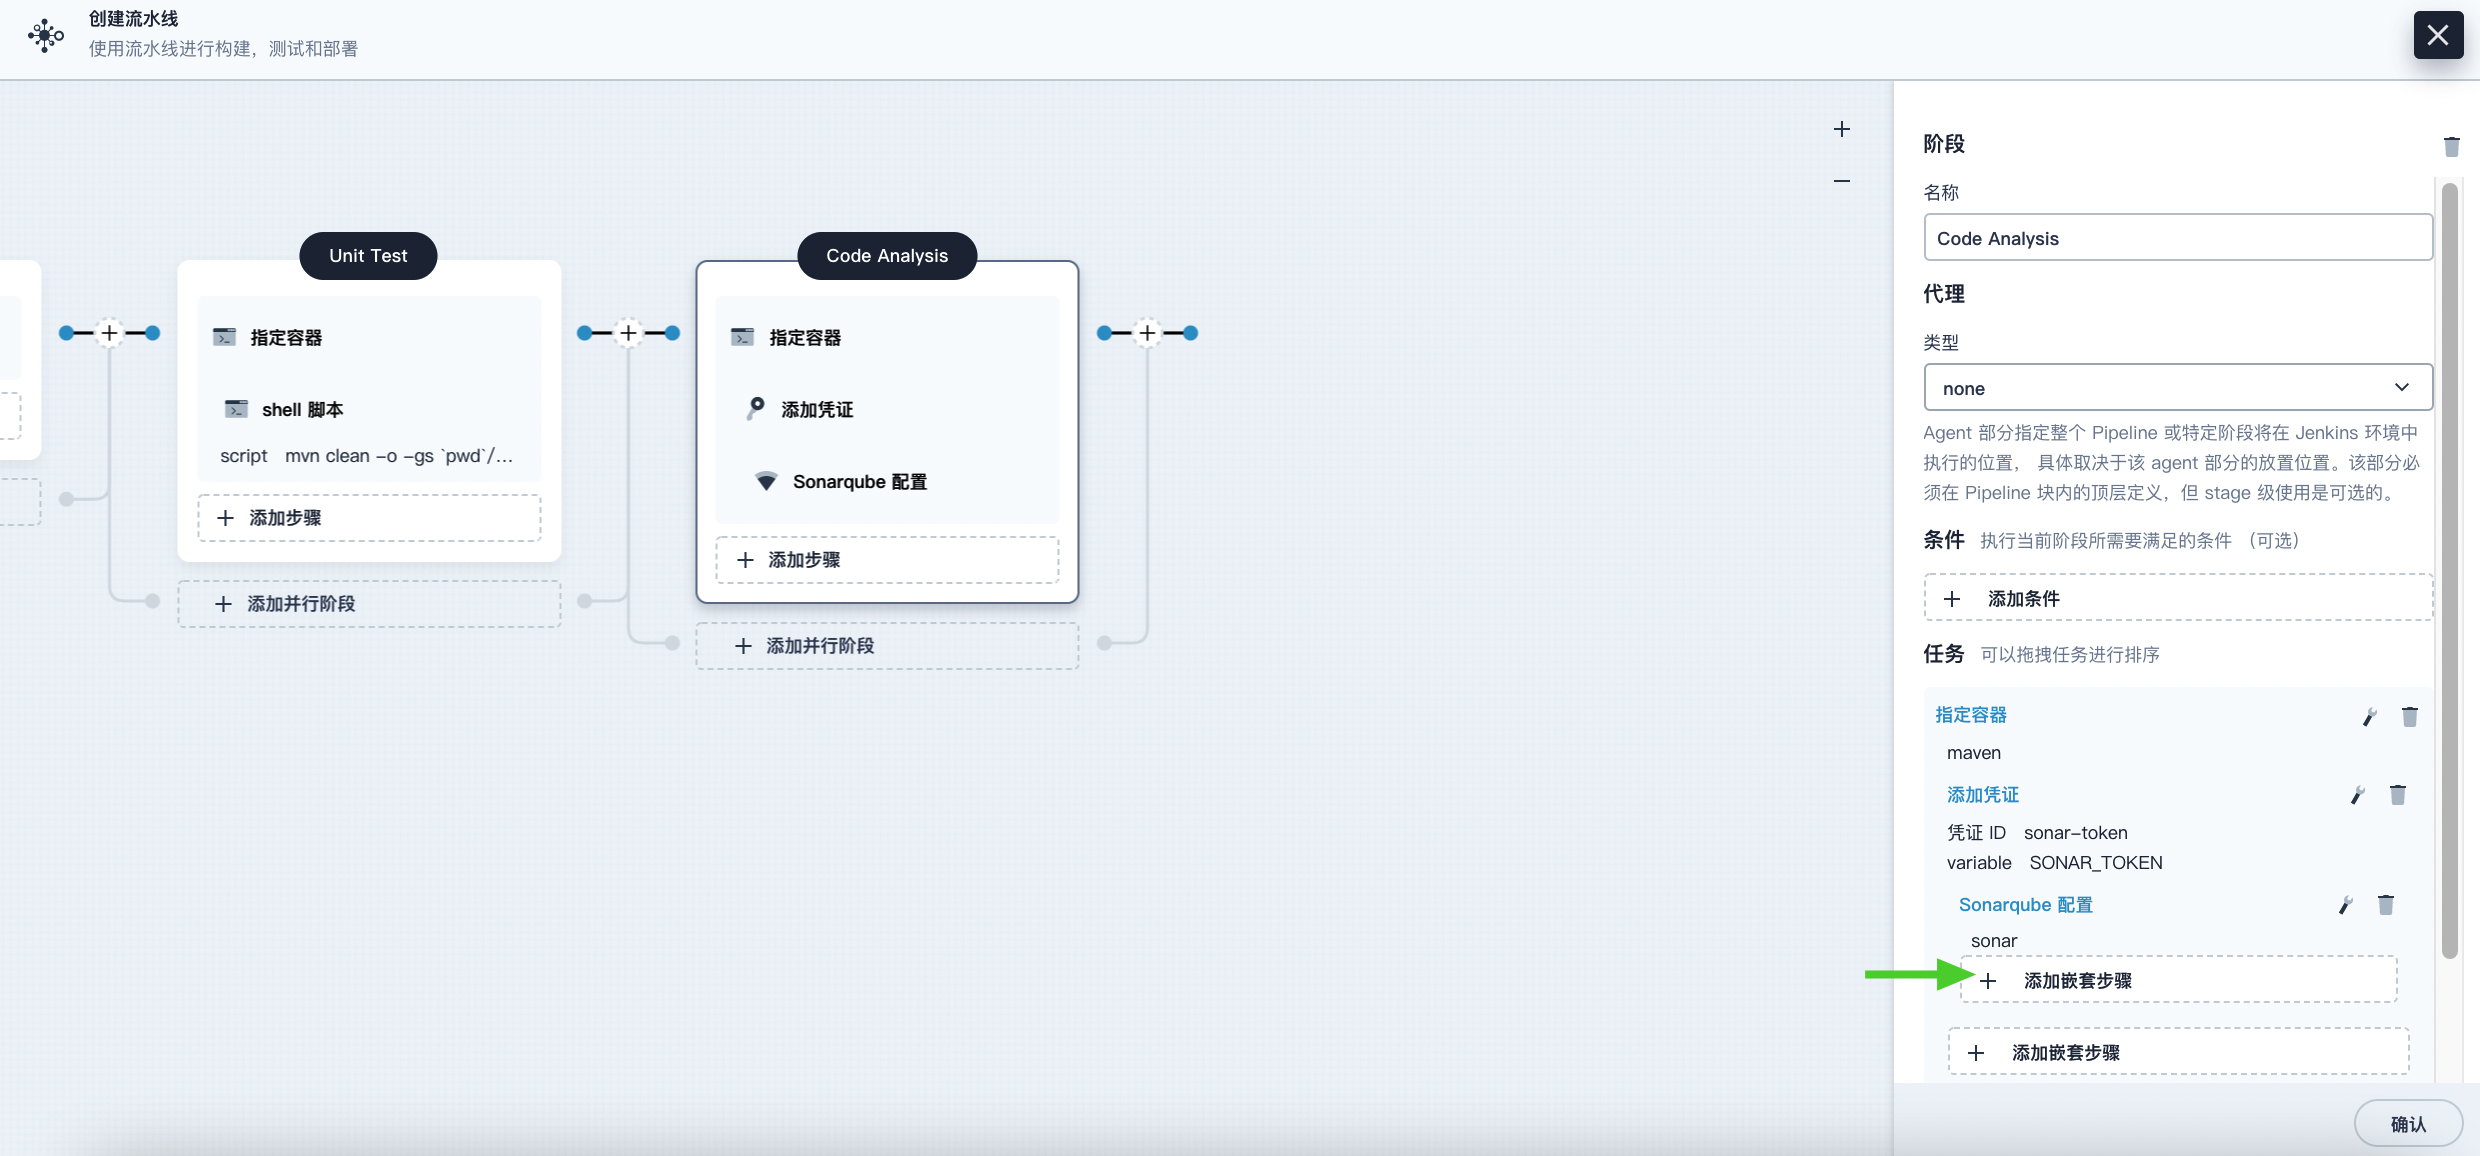 创建流水线
使用流水线进行构建，测试和部署
Unit Test
指定容器
shell 脚本
script mvn clean -o -gs `pwd`/...
添加步骤
添加并行阶段
Code Analysis
指定容器
添加凭证
Sonarqube 配置
添加步骤
添加并行阶段
阶段
名称
Code Analysis
代理
类型
none
Agent 部分指定整个 Pipeline 或特定阶段将在 Jenkins 环境中
执行的位置， 具体取决于该 agent 部分的放置位置。该部分必
须在 Pipeline 块内的顶层定义，但 stage 级使用是可选的。
条件 执行当前阶段所需要满足的条件 （可选）
添加条件
任务 可以拖拽任务进行排序
指定容器
maven
添加凭证
凭证 ID sonar-token
variable SONAR_TOKEN
Sonarqube 配置
sonar
添加嵌套步骤
添加嵌套步骤
确认